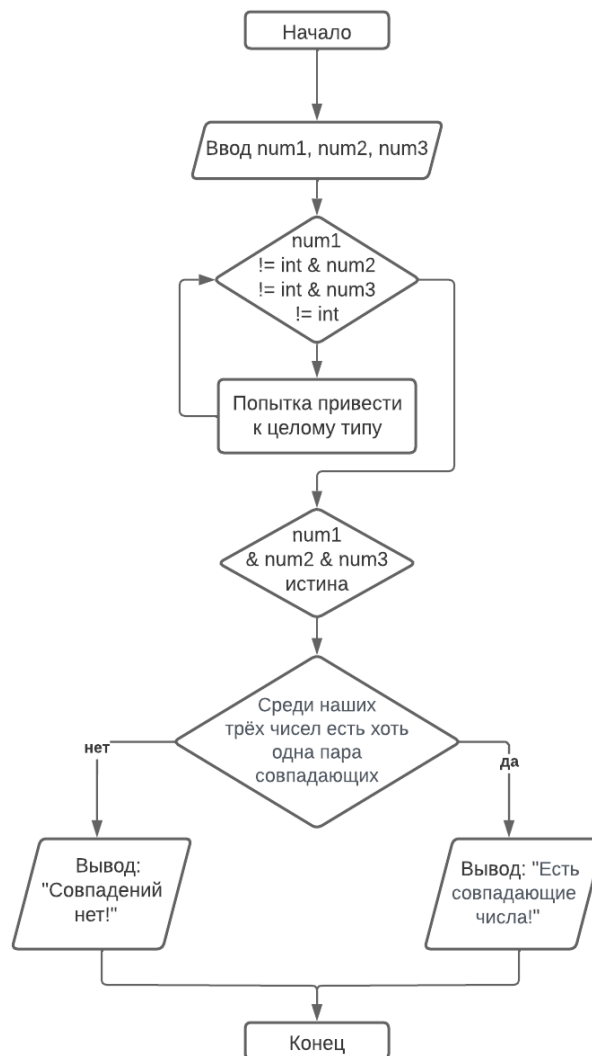 Начало
Ввод num1, num2, num3
num1
!= int & num2
!= int & num3
!= int
Попытка привести
к целому типу
num1
& num2 & num3
истина
Среди наших
трёх чисел есть хоть
одна пара
совпадающих
нет
да
Вывод:
"Совпадений
нет!"
Вывод: "Есть
совпадающие
числа!"
Конец